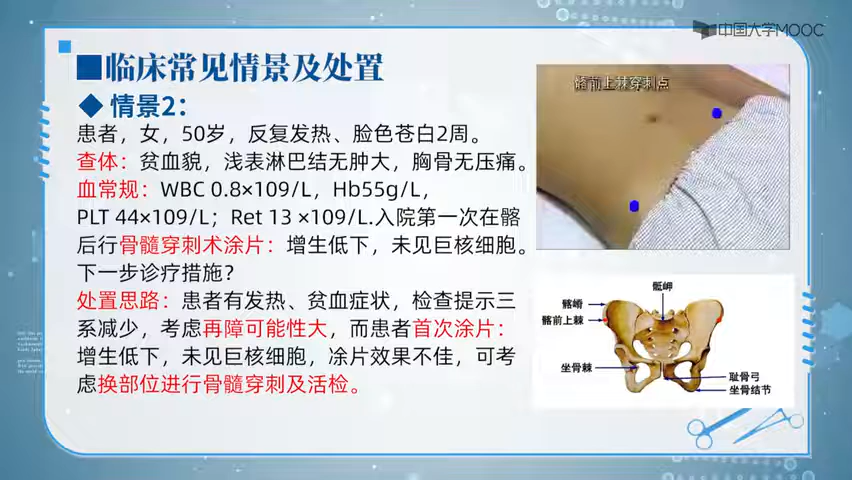 中国大学MOOC
临床常见情景及处置
情景2：
患者，女，50岁，反复发热、脸色苍白2周。
查体：贫血貌，浅表淋巴结无肿大，胸骨无压痛。
血常规：WBC 0.8×109/L，Hb55g/L，
PLT 44×109/L；Ret 13 ×109/L.入院第一次在髂
后行骨髓穿刺术涂片：增生低下，未见巨核细胞。
下一步诊疗措施？
处置思路：患者有发热、贫血症状，检查提示三
系减少，考虑再障可能性大，而患者首次涂片：
增生低下，未见巨核细胞，凃片效果不佳，可考
虑换部位进行骨髓穿刺及活检。
髂前上棘穿刺点
骶岬
髂嵴
髂前上棘
坐骨棘
耻骨弓
坐骨结节